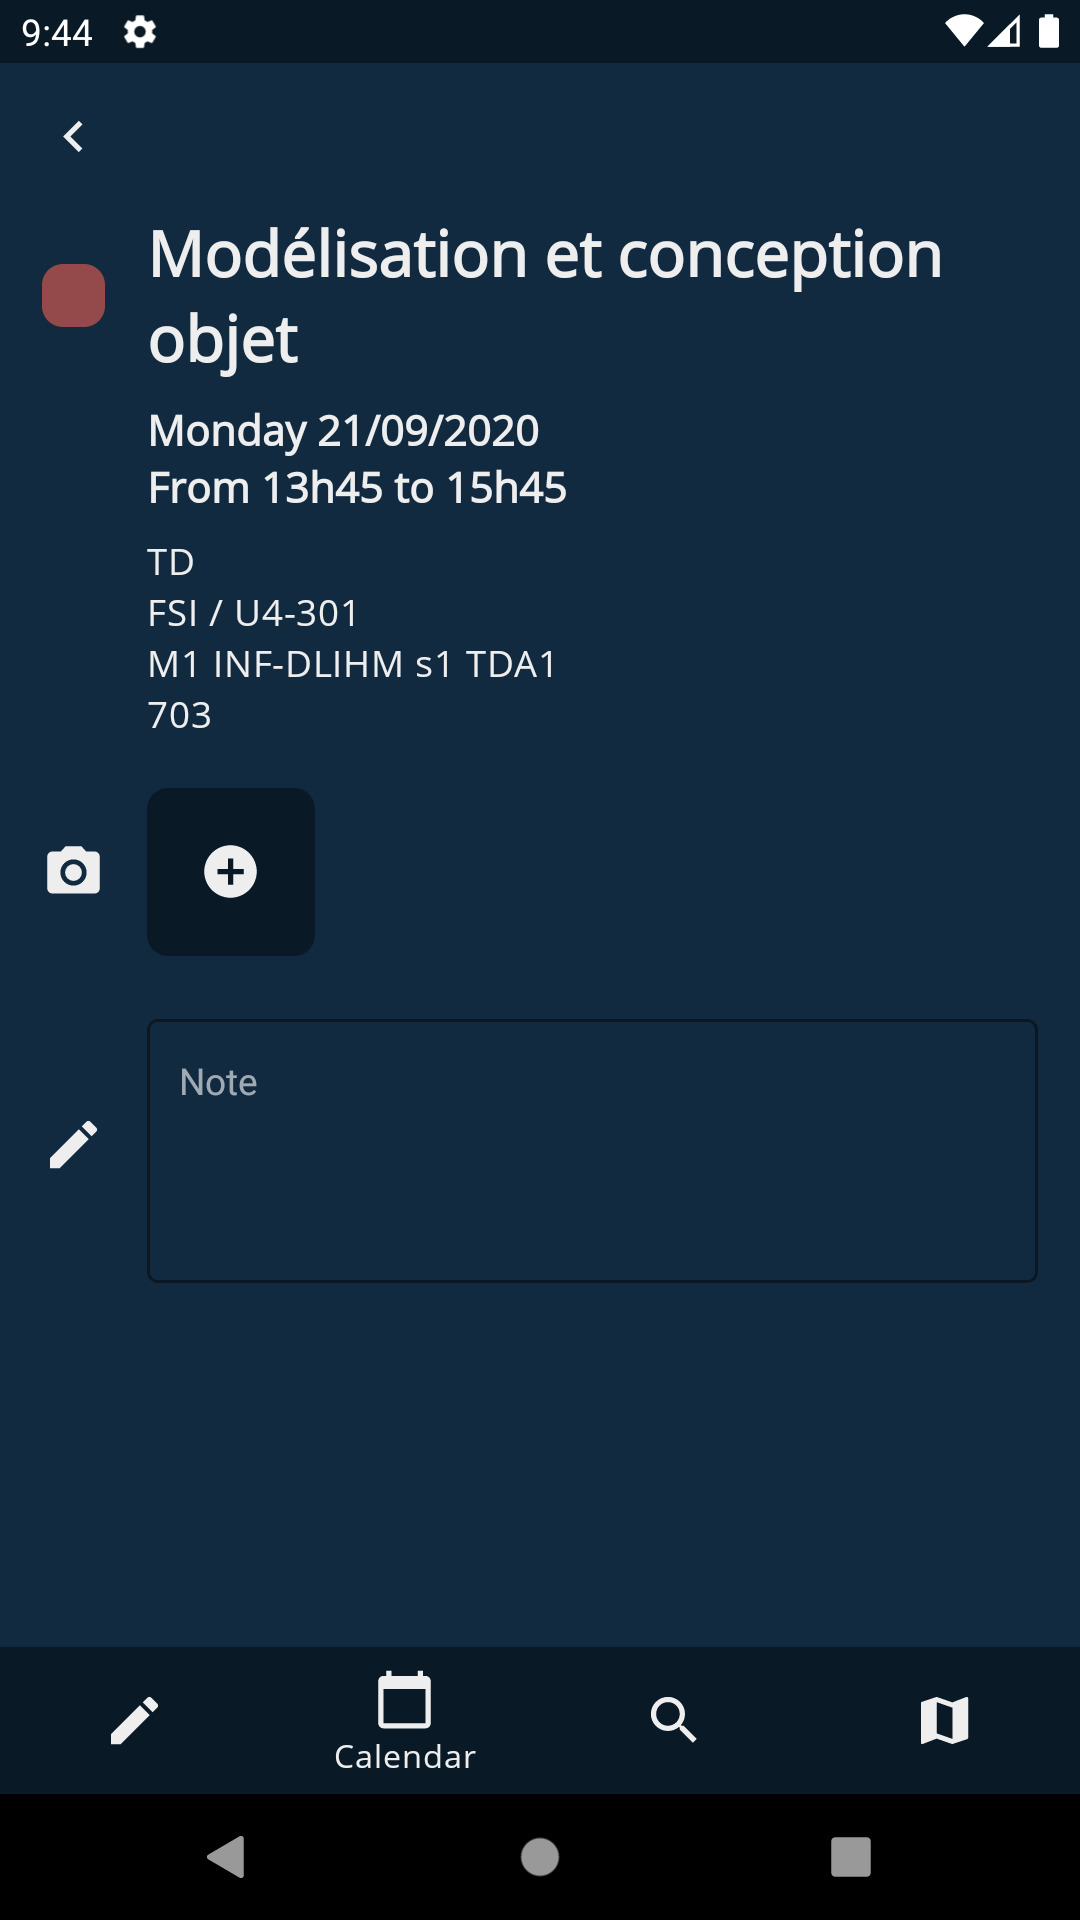 9:44
Modélisation et conception
objet
Monday 21/09/2020
From 13h45 to 15h45
TD
FSI / U4-301
M1 INF-DLIHM s1 TDA1
703
Note
Calendar